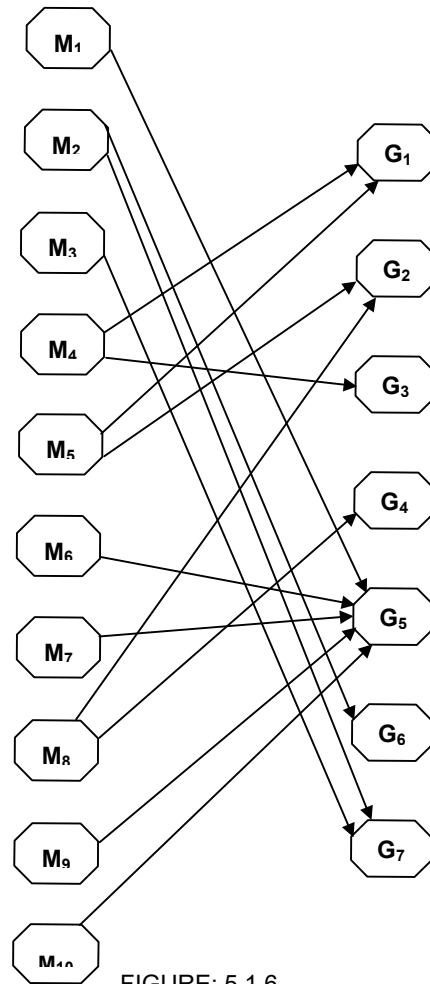 M₁
M₂
M₃
M₄
M₅
M₆
M₇
M₈
M₉
M₁₀
G₁
G₂
G₃
G₄
G₅
G₆
G₇
FIGURE: 5.1.6